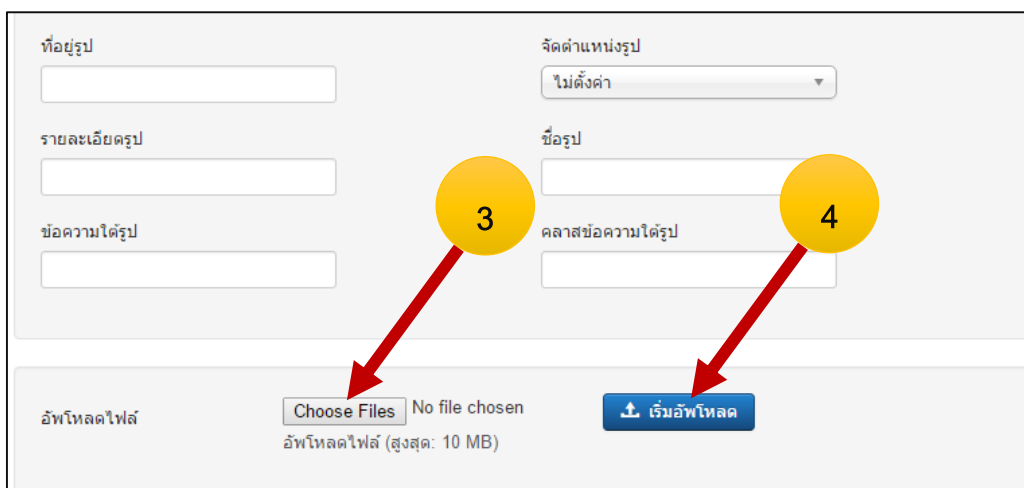 ที่อยู่รูป
จัดตำแหน่งรูป
ไม่ตั้งค่า
รายละเอียดรูป
ชื่อรูป
3
4
ข้อความใต้รูป
คลาสข้อความใต้รูป
อัพโหลดไฟล์
Choose Files No file chosen
เริ่มอัพโหลด
อัพโหลดไฟล์ (สูงสุด: 10 MB)